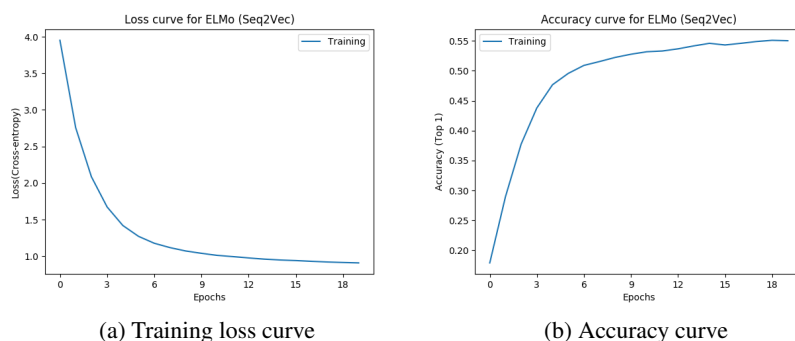 Loss curve for ELMo (Seq2Vec)
Training
4.0
3.5
3.0
2.5
2.0
1.5
1.0
Loss(Cross-entropy)
0 3 6 9 12 15 18
Epochs
(a) Training loss curve
Accuracy curve for ELMo (Seq2Vec)
Training
0.55
0.50
0.45
0.40
0.35
0.30
0.25
0.20
Accuracy (Top 1)
0 3 6 9 12 15 18
Epochs
(b) Accuracy curve